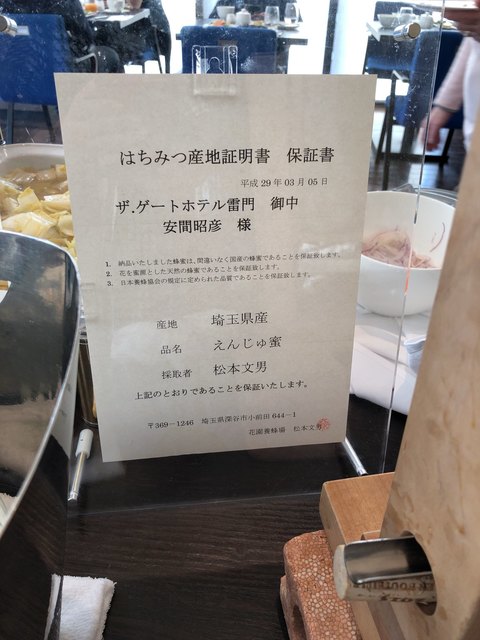 はちみつ産地証明書　保証書
平成29年03月05日
ザ.ゲートホテル雷門　御中
安間昭彦　様
1.　納品いたしました蜂蜜は、間違いなく国産の蜂蜜であることを保証致します。
2.　花を蜜源とした天然の蜂蜜であることを保証致します。
3.　日本養蜂協会の規定に定められた品質であることを保証致します。
産地　埼玉県産
品名　えんじゅ蜜
採取者　松本文男
上記のとおりであることを保証いたします。
〒369－1246　埼玉県深谷市小前田644－1
花園養蜂場　松本文男